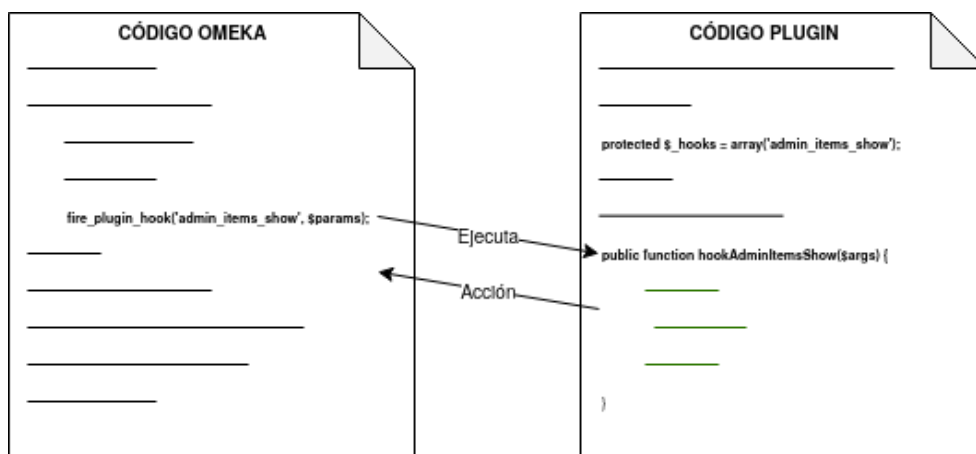 CÓDIGO OMEKA
fire_plugin_hook('admin_items_show', $params);
Ejecuta
Acción
CÓDIGO PLUGIN
protected $_hooks = array('admin_items_show');
public function hookAdminItemsShow($args) {
}